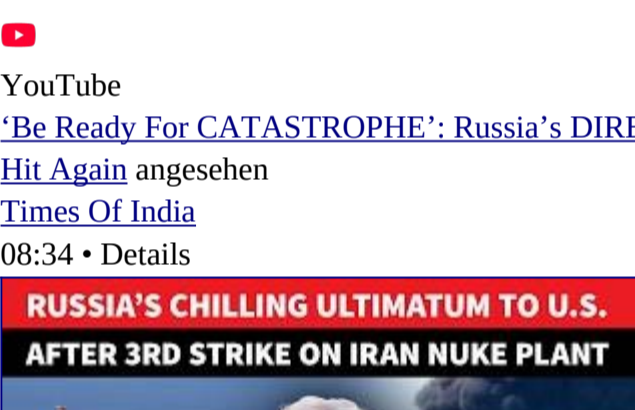 YouTube
‘Be Ready For CATASTROPHE’: Russia’s
Hit Again angesehen
Times Of India
08:34 • Details
RUSSIA’S CHILLING ULTIMATUM TO U.S.
AFTER 3RD STRIKE ON IRAN NUKE PLANT